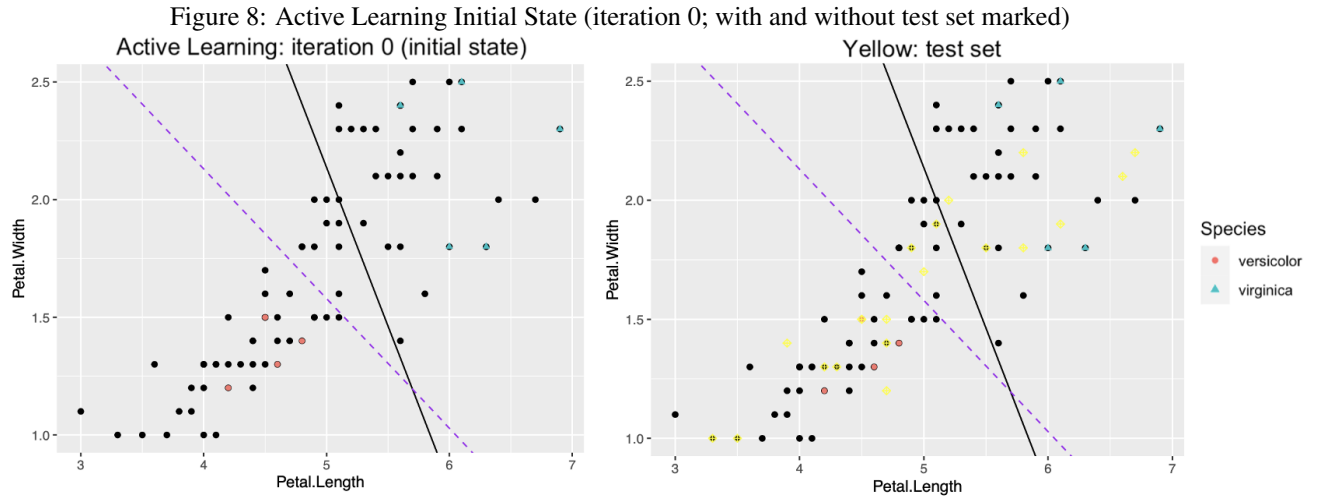 Figure 8: Active Learning Initial State (iteration 0; with and without test set marked)
Active Learning: iteration 0 (initial state)
2.5
2.0
1.5
1.0
Petal.Width
3
4
5
6
7
Petal.Length
Yellow: test set
2.5
2.0
1.5
1.0
Petal.Width
3
4
5
6
7
Petal.Length
Species
versicolor
virginica